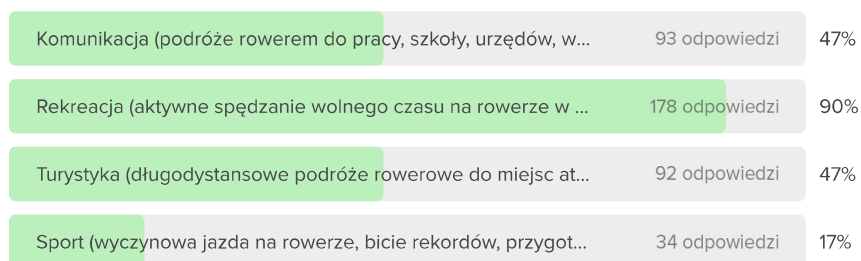 Komunikacja (podróże rowerem do pracy, szkoły, urzędów, w... 93 odpowiedzi 47%
Rekreacja (aktywne spędzanie wolnego czasu na rowerze w ... 178 odpowiedzi 90%
Turystyka (długodystansowe podróże rowerowe do miejsc at... 92 odpowiedzi 47%
Sport (wyczynowa jazda na rowerze, bicie rekordów, przygot... 34 odpowiedzi 17%